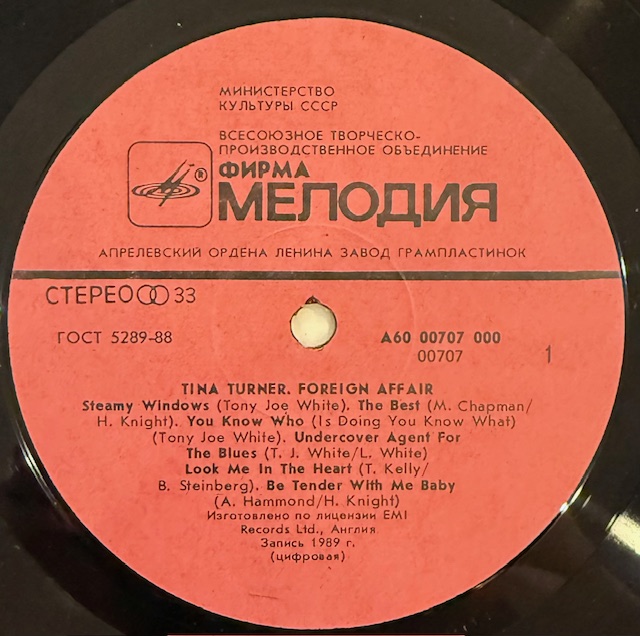 МИНИСТЕРСТВО
КУЛЬТУРЫ СССР
ВСЕСОЮЗНОЕ ТВОРЧЕСКО-
ПРОИЗВОДСТВЕННОЕ ОБЪЕДИНЕНИЕ
®
ФИРМА
МЕЛОДИЯ
АПРЕЛЕВСКИЙ ОРДЕНА ЛЕНИНА ЗАВОД ГРАМПЛАСТИНОК
СТЕРЕО 33
ГОСТ 5289-88
А60 00707 000
00707 1
TINA TURNER. FOREIGN AFFAIR
Steamy Windows (Tony Joe White). The Best (M. Chapman/
H. Knight). You Know Who (Is Doing You Know What)
(Tony Joe White). Undercover Agent For
The Blues (T. J. White/L. White)
Look Me In The Heart (T. Kelly/
B. Steinberg). Be Tender With Me Baby
(A. Hammond/H. Knight)
Изготовлено по лицензии EMI
Records Ltd., Англия
Запись 1989 г.
(цифровая)